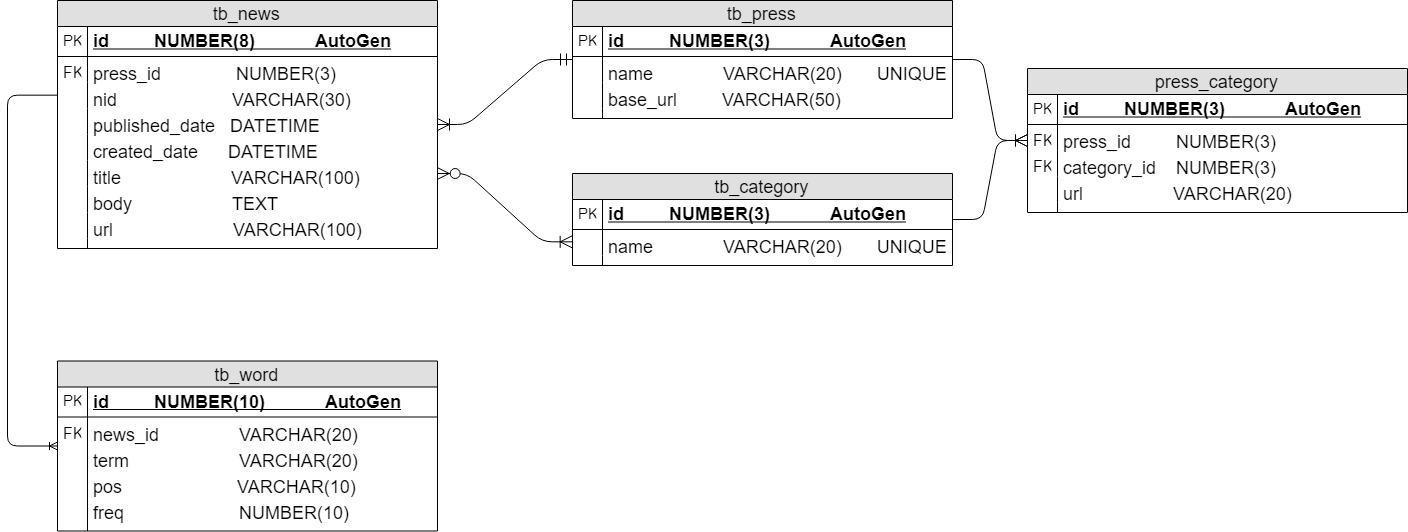 tb_news
PK id NUMBER(8) AutoGen
FK press_id NUMBER(3)
nid VARCHAR(30)
published_date DATETIME
created_date DATETIME
title VARCHAR(100)
body TEXT
url VARCHAR(100)
tb_press
PK id NUMBER(3) AutoGen
name VARCHAR(20) UNIQUE
base_url VARCHAR(50)
tb_category
PK id NUMBER(3) AutoGen
name VARCHAR(20) UNIQUE
press_category
PK id NUMBER(3) AutoGen
FK press_id NUMBER(3)
FK category_id NUMBER(3)
url VARCHAR(20)
tb_word
PK id NUMBER(10) AutoGen
FK news_id VARCHAR(20)
term VARCHAR(20)
pos VARCHAR(10)
freq NUMBER(10)